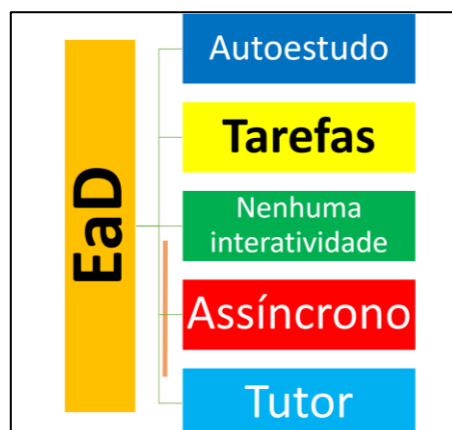 EaD
Autoestudo
Tarefas
Nenhuma
interatividade
Assíncrono
Tutor